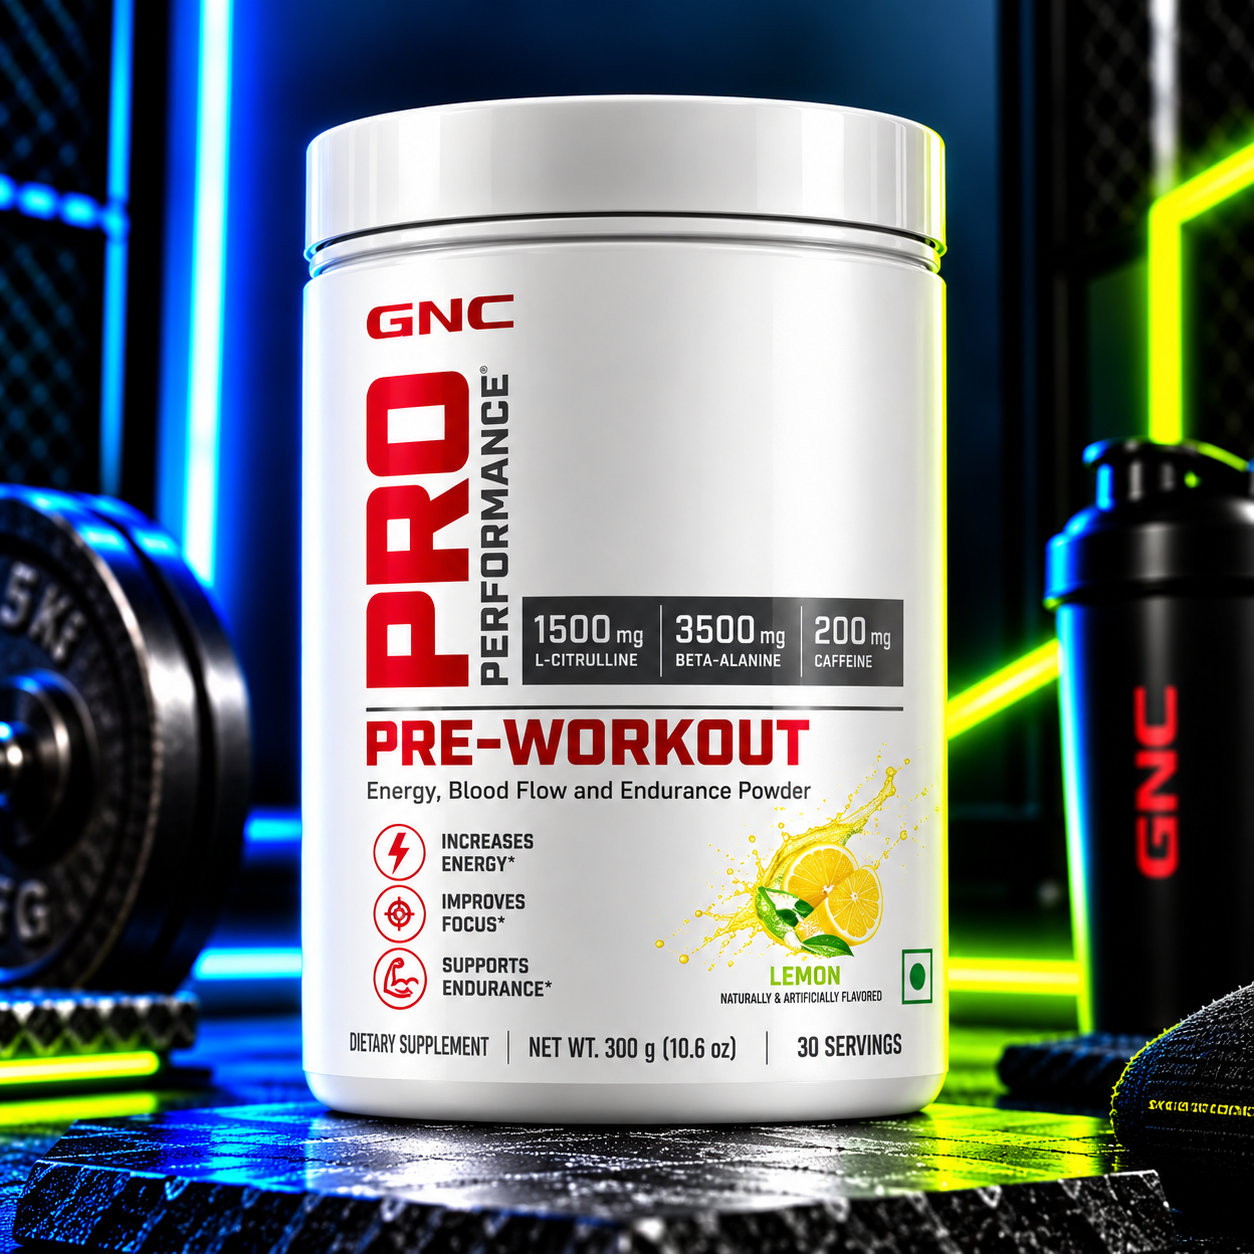 GNC
PRO
PERFORMANCE®
1500 mg
L-CITRULLINE
3500 mg
BETA-ALANINE
200 mg
CAFFEINE
PRE-WORKOUT
Energy, Blood Flow and Endurance Powder
INCREASES
ENERGY*
IMPROVES
FOCUS*
SUPPORTS
ENDURANCE*
LEMON
NATURALLY & ARTIFICIALLY FLAVORED
DIETARY SUPPLEMENT
NET WT. 300 g (10.6 oz)
30 SERVINGS
GNC